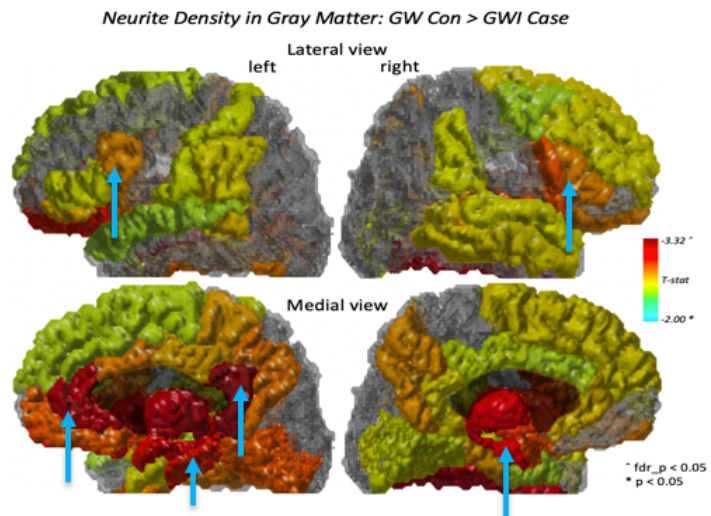 Neurite Density in Gray Matter: GW Con > GWI Case
Lateral view
left right
-3.32 ˆ
T-stat
-2.00 *
Medial view
ˆ fdr_p < 0.05
* p < 0.05